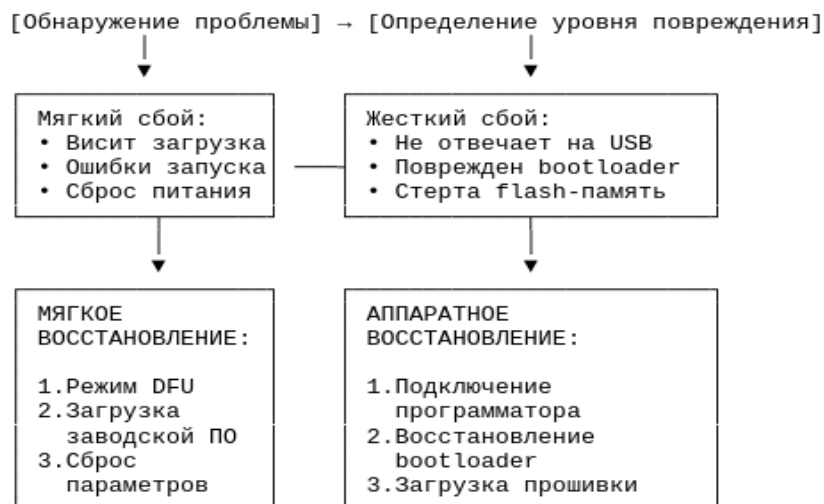 [Обнаружение проблемы] → [Определение уровня повреждения]
Мягкий сбой:
• Висит загрузка
• Ошибки запуска
• Сброс питания
Жесткий сбой:
• Не отвечает на USB
• Поврежден bootloader
• Стерта flash-память
МЯГКОЕ
ВОССТАНОВЛЕНИЕ:
1.Режим DFU
2.Загрузка
заводской ПО
3.Сброс
параметров
АППАРАТНОЕ
ВОССТАНОВЛЕНИЕ:
1.Подключение
программатора
2.Восстановление
bootloader
3.Загрузка прошивки